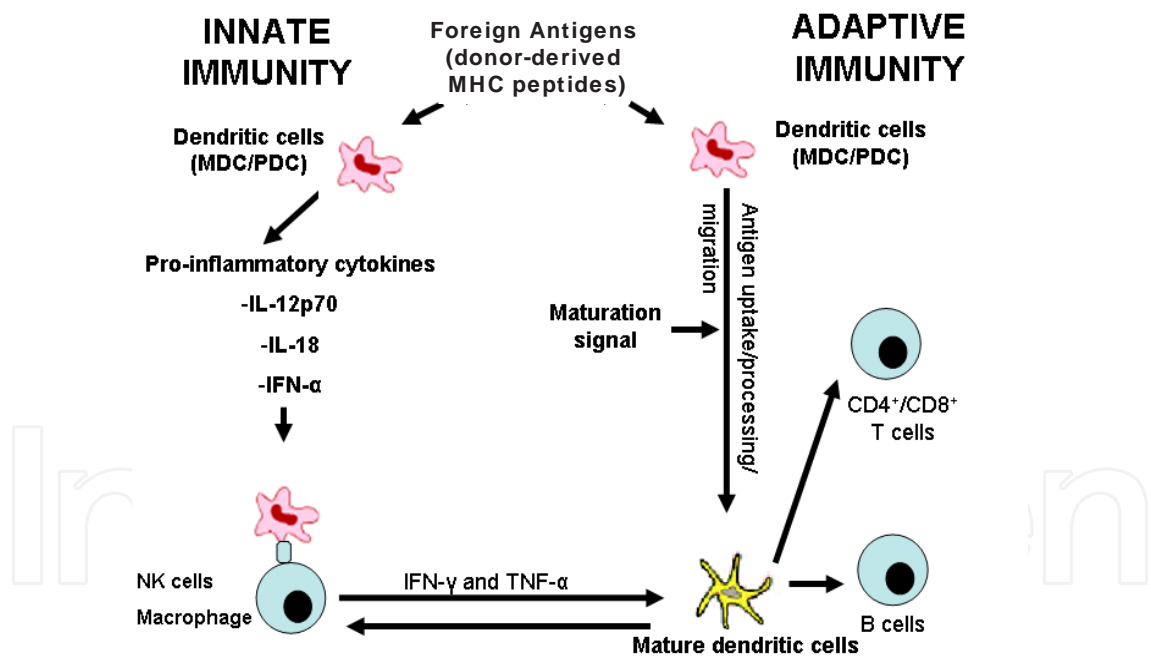 INNATE
IMMUNITY
Foreign Antigens
(donor-derived
MHC peptides)
ADAPTIVE
IMMUNITY
Dendritic cells
(MDC/PDC)
Dendritic cells
(MDC/PDC)
Pro-inflammatory cytokines
-IL-12p70
-IL-18
-IFN-α
Antigen uptake/processing/
migration
Maturation
signal
CD4⁺/CD8⁺
T cells
NK cells
Macrophage
IFN-γ and TNF-α
Mature dendritic cells
B cells